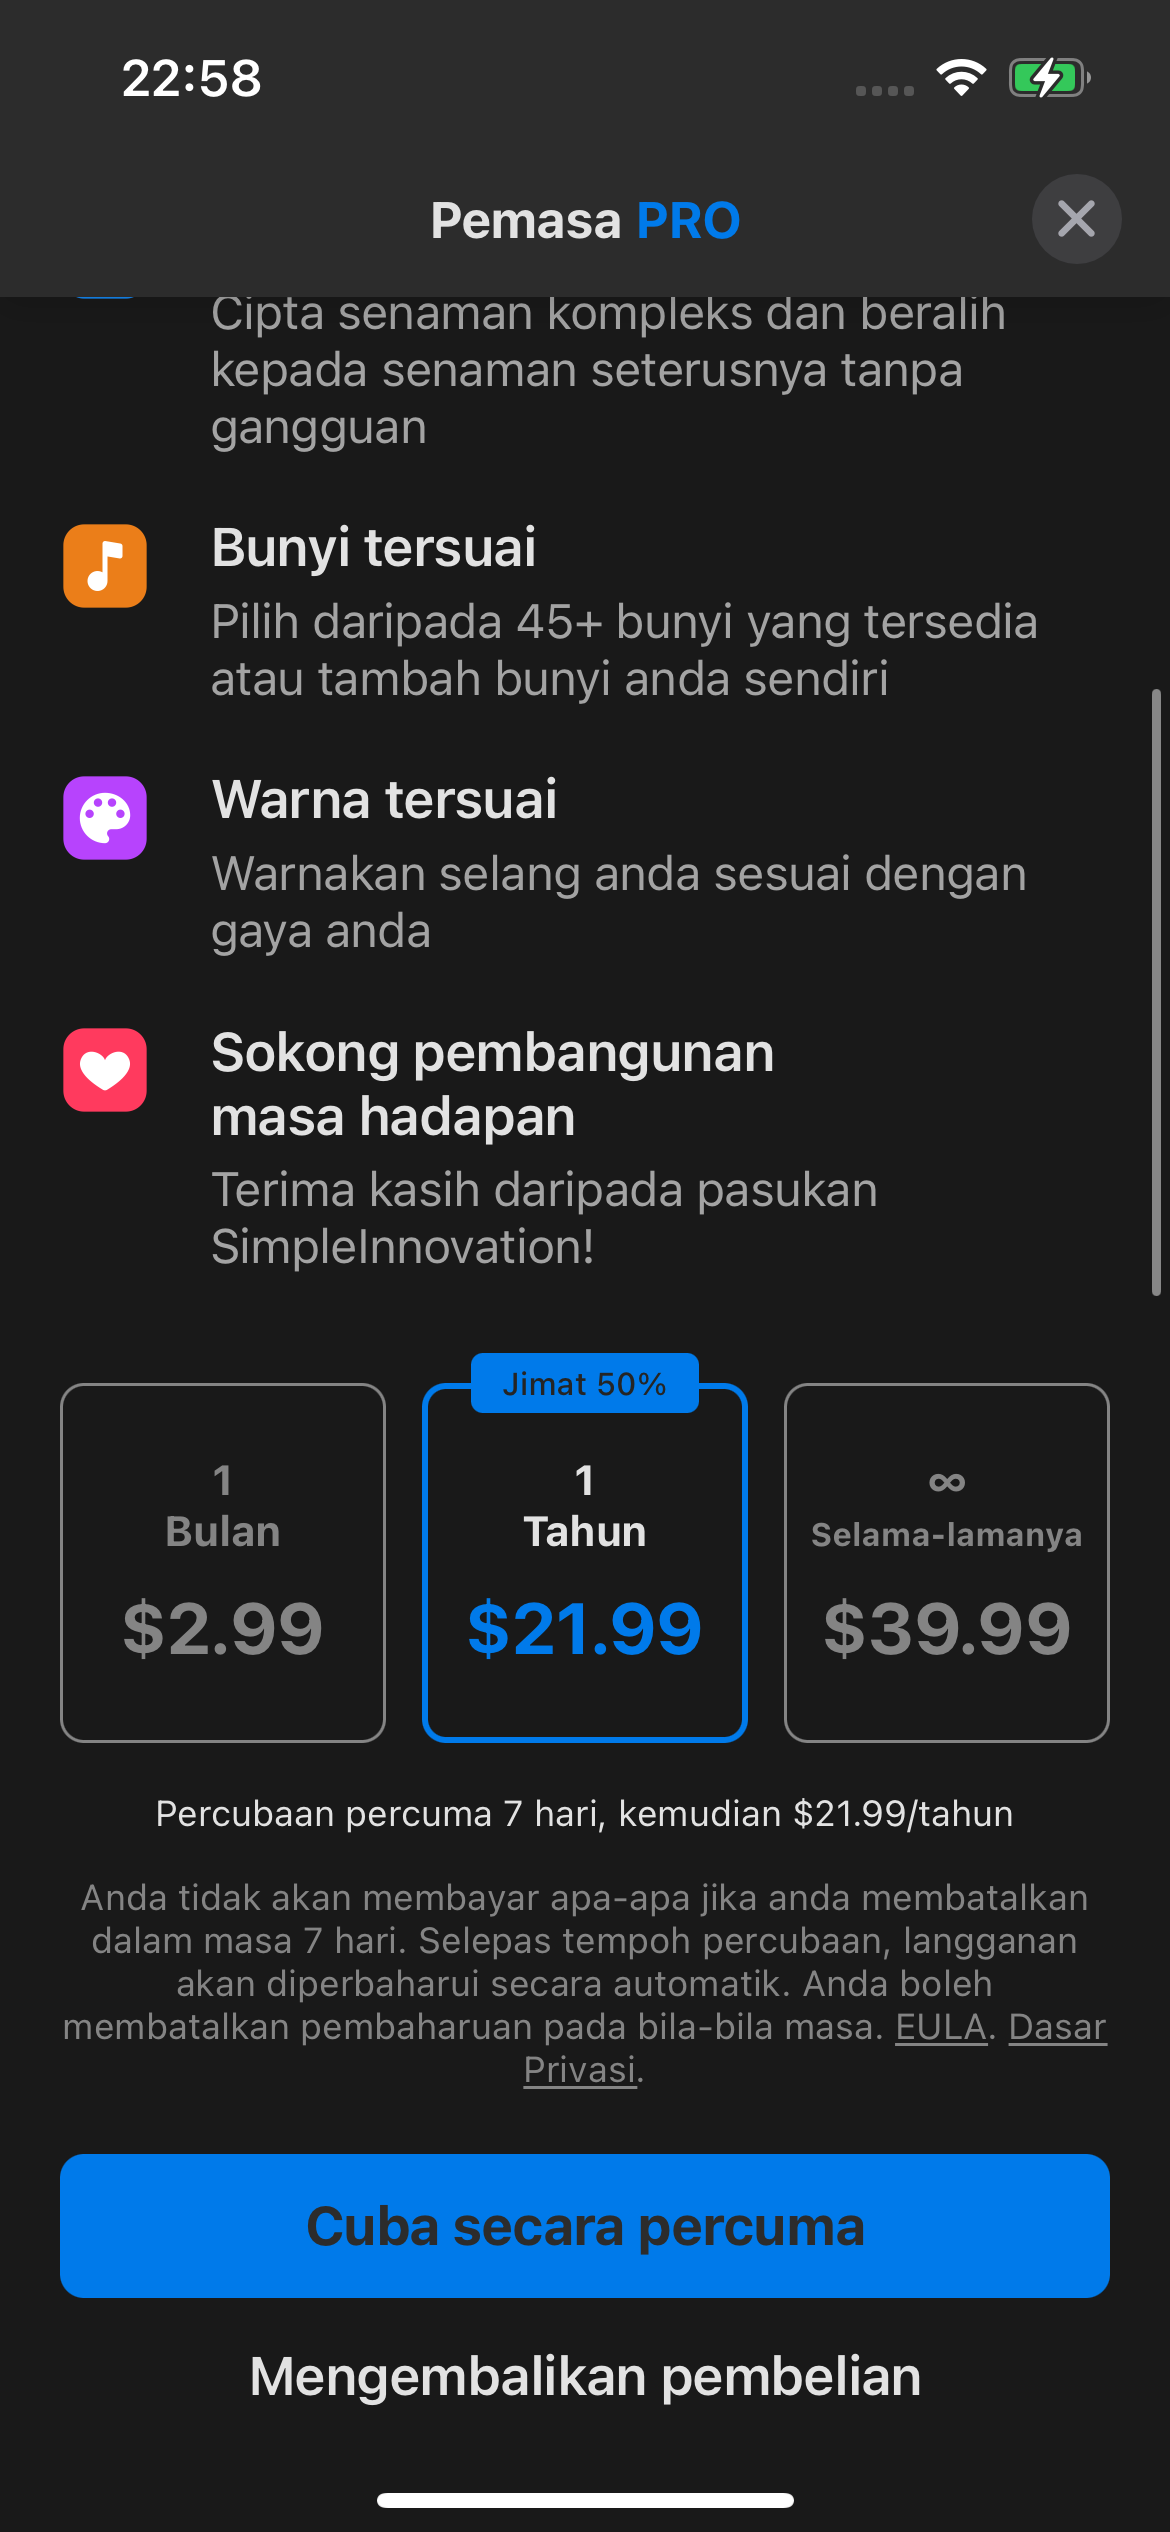 22:58
Pemasa PRO
Cipta senaman kompleks dan beralih
kepada senaman seterusnya tanpa
gangguan
Bunyi tersuai
Pilih daripada 45+ bunyi yang tersedia
atau tambah bunyi anda sendiri
Warna tersuai
Warnakan selang anda sesuai dengan
gaya anda
Sokong pembangunan
masa hadapan
Terima kasih daripada pasukan
SimpleInnovation!
1
Bulan
$2.99
Jimat 50%
1
Tahun
$21.99
∞
Selama-lamanya
$39.99
Percubaan percuma 7 hari, kemudian $21.99/tahun
Anda tidak akan membayar apa-apa jika anda membatalkan
dalam masa 7 hari. Selepas tempoh percubaan, langganan
akan diperbaharui secara automatik. Anda boleh
membatalkan pembaharuan pada bila-bila masa. EULA. Dasar
Privasi.
Cuba secara percuma
Mengembalikan pembelian